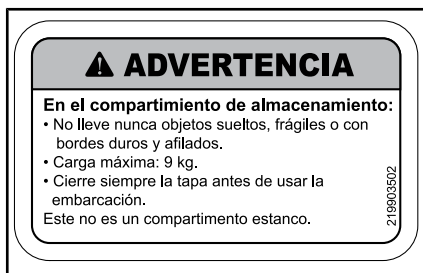 ADVERTENCIA
En el compartimiento de almacenamiento:
• No lleve nunca objetos sueltos, frágiles o con
bordes duros y afilados.
• Carga máxima: 9 kg.
• Cierre siempre la tapa antes de usar la
embarcación.
Este no es un compartimento estanco.
219903502